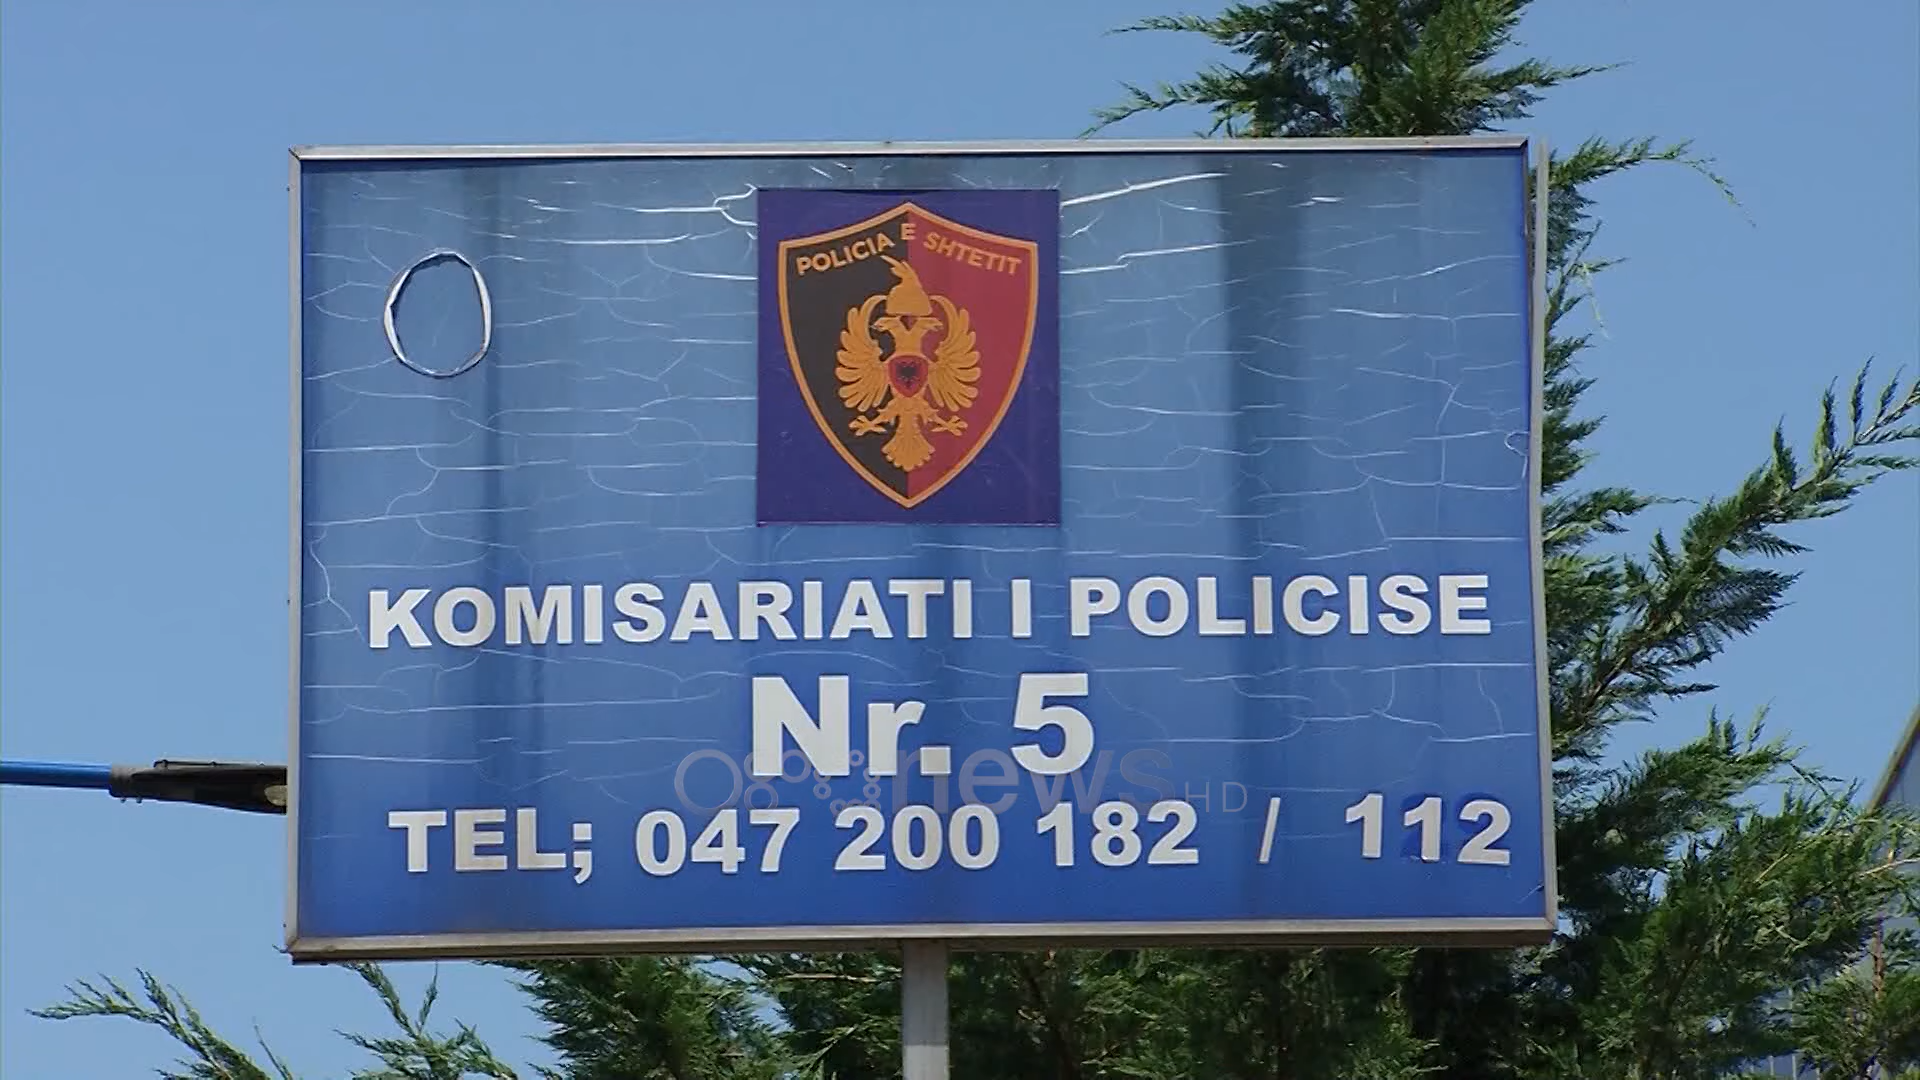 POLICIA E SHTETIT
KOMISARIATI I POLICISE
Nr. 5
news HD
TEL; 047 200 182 / 112